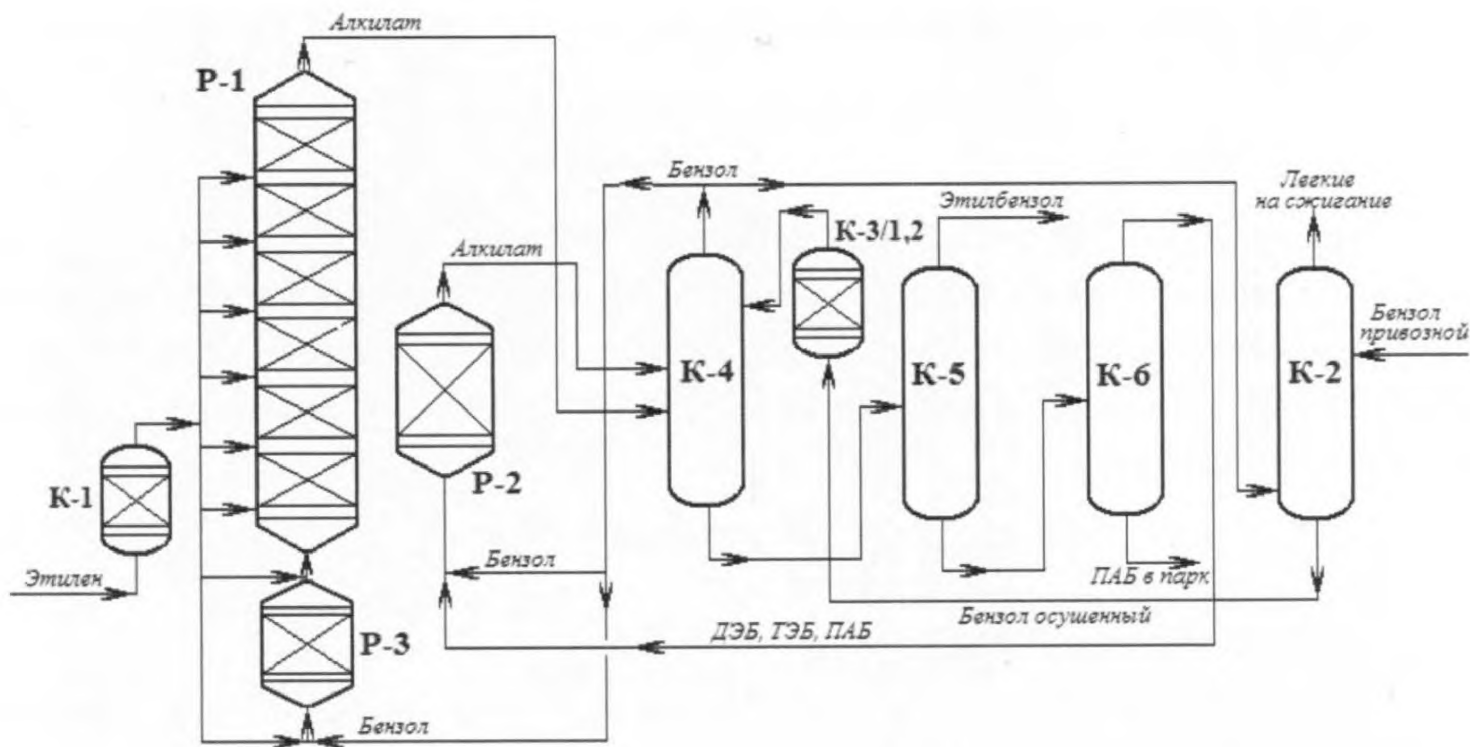 Алкилат
Р-1
Бензол
Легкие
на сжигание
Этилбензол
К-3/1,2
Алкилат
Бензол
привозной
К-4
К-5
К-6
К-2
К-1
Р-2
Этилен
Бензол
ПАБ в парк
Бензол осушенный
ДЭБ, ТЭБ, ПАБ
Р-3
Бензол